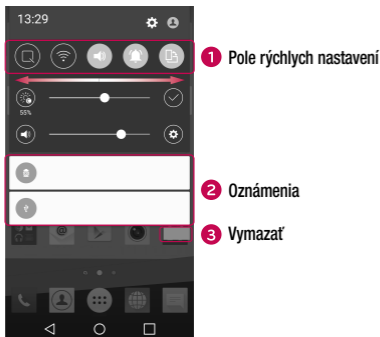 13:29
1 Pole rýchlych nastavení
55%
2 Oznámenia
3 Vymazať